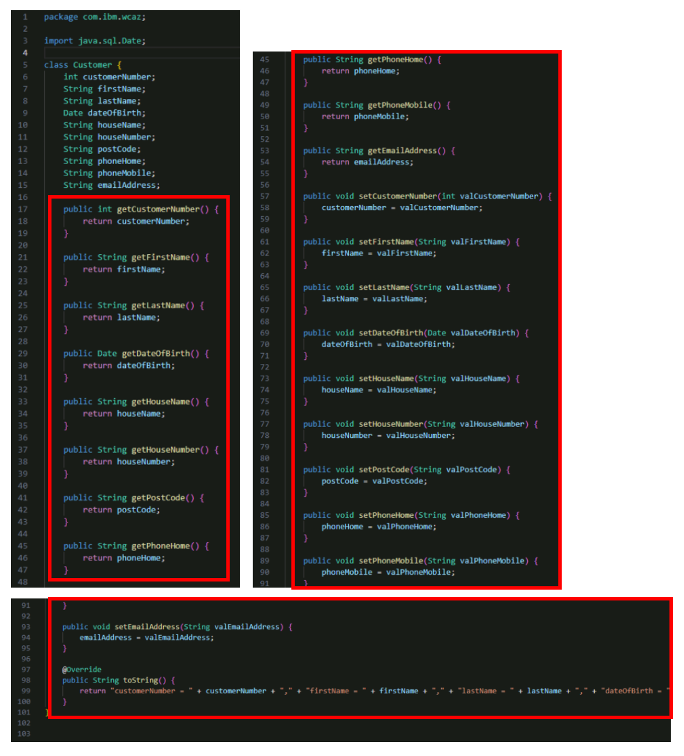 1 package com.ibm.wcaz;
2
3 import java.sql.Date;
4
5 class Customer {
6 int customerNumber;
7 String firstName;
8 String lastName;
9 Date dateOfBirth;
10 String houseName;
11 String houseNumber;
12 String postCode;
13 String phoneHome;
14 String phoneMobile;
15 String emailAddress;
16
17 public int getCustomerNumber() {
18 return customerNumber;
19 }
20
21 public String getFirstName() {
22 return firstName;
23 }
24
25 public String getLastName() {
26 return lastName;
27 }
28
29 public Date getDateOfBirth() {
30 return dateOfBirth;
31 }
32
33 public String getHouseName() {
34 return houseName;
35 }
36
37 public String getHouseNumber() {
38 return houseNumber;
39 }
40
41 public String getPostCode() {
42 return postCode;
43 }
44
45 public String getPhoneHome() {
46 return phoneHome;
47 }
48
45 public String getPhoneHome() {
46 return phoneHome;
47 }
48
49 public String getPhoneMobile() {
50 return phoneMobile;
51 }
52
53 public String getEmailAddress() {
54 return emailAddress;
55 }
56
57 public void setCustomerNumber(int valCustomerNumber) {
58 customerNumber = valCustomerNumber;
59 }
60
61 public void setFirstName(String valFirstName) {
62 firstName = valFirstName;
63 }
64
65 public void setLastName(String valLastName) {
66 lastName = valLastName;
67 }
68
69 public void setDateOfBirth(Date valDateOfBirth) {
70 dateOfBirth = valDateOfBirth;
71 }
72
73 public void setHouseName(String valHouseName) {
74 houseName = valHouseName;
75 }
76
77 public void setHouseNumber(String valHouseNumber) {
78 houseNumber = valHouseNumber;
79 }
80
81 public void setPostCode(String valPostCode) {
82 postCode = valPostCode;
83 }
84
85 public void setPhoneHome(String valPhoneHome) {
86 phoneHome = valPhoneHome;
87 }
88
89 public void setPhoneMobile(String valPhoneMobile) {
90 phoneMobile = valPhoneMobile;
91 }
91 }
92
93 public void setEmailAddress(String valEmailAddress) {
94 emailAddress = valEmailAddress;
95 }
96
97 @Override
98 public String toString() {
99 return "customerNumber = " + customerNumber + "," + "firstName = " + firstName + "," + "lastName = " + lastName + "," + "dateOfBirth = "
100 }
101 }
102
103